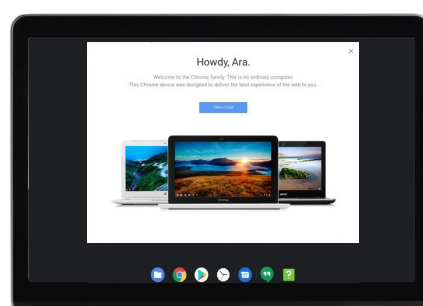 Howdy, Ara.
Welcome to the Chrome family. This is no ordinary computer.
This Chrome device was designed to deliver the best experience of the web to you.
Take a tour
acer